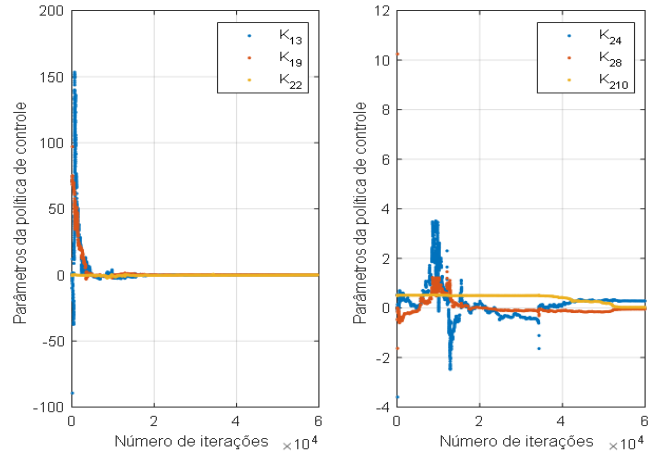 Parâmetros da política de controle
200
150
100
50
0
-50
-100
K13
K19
K22
0 2 4 6
Número de iterações ×10^4
Parâmetros da política de controle
12
10
8
6
4
2
0
-2
-4
K24
K28
K210
0 2 4 6
Número de iterações ×10^4